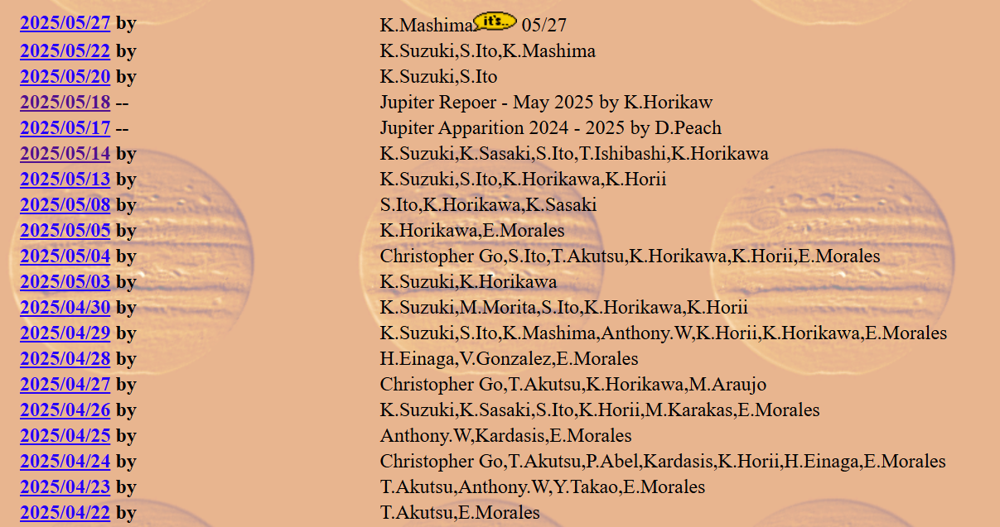 2025/05/27 by K.Mashima it's.. 05/27
2025/05/22 by K.Suzuki,S.Ito,K.Mashima
2025/05/20 by K.Suzuki,S.Ito
2025/05/18 -- Jupiter Repoer - May 2025 by K.Horikaw
2025/05/17 -- Jupiter Apparition 2024 - 2025 by D.Peach
2025/05/14 by K.Suzuki,K.Sasaki,S.Ito,T.Ishibashi,K.Horikawa
2025/05/13 by K.Suzuki,S.Ito,K.Horikawa,K.Horii
2025/05/08 by S.Ito,K.Horikawa,K.Sasaki
2025/05/05 by K.Horikawa,E.Morales
2025/05/04 by Christopher Go,S.Ito,T.Akutsu,K.Horikawa,K.Horii,E.Morales
2025/05/03 by K.Suzuki,K.Horikawa
2025/04/30 by K.Suzuki,M.Morita,S.Ito,K.Horikawa,K.Horii
2025/04/29 by K.Suzuki,S.Ito,K.Mashima,Anthony.W,K.Horii,K.Horikawa,E.Morales
2025/04/28 by H.Einaga,V.Gonzalez,E.Morales
2025/04/27 by Christopher Go,T.Akutsu,K.Horikawa,M.Araujo
2025/04/26 by K.Suzuki,K.Sasaki,S.Ito,K.Horii,M.Karakas,E.Morales
2025/04/25 by Anthony.W,Kardasis,E.Morales
2025/04/24 by Christopher Go,T.Akutsu,P.Abel,Kardasis,K.Horii,H.Einaga,E.Morales
2025/04/23 by T.Akutsu,Anthony.W,Y.Takao,E.Morales
2025/04/22 by T.Akutsu,E.Morales